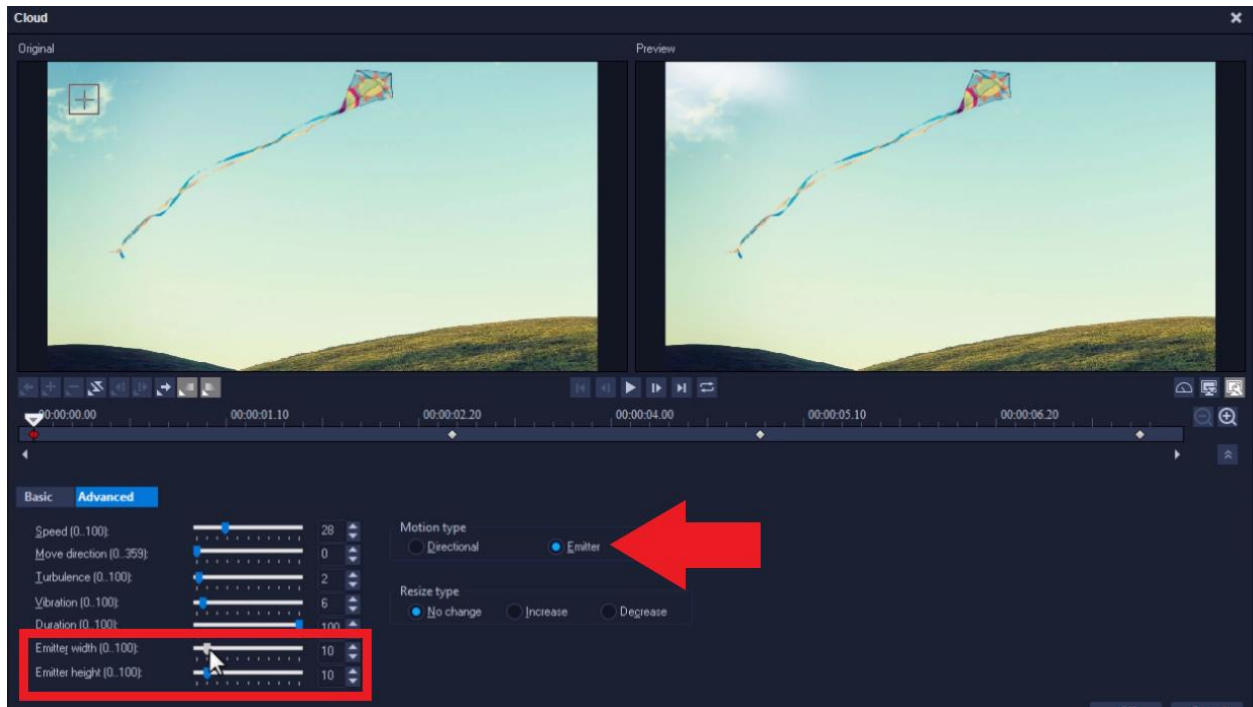 Cloud
Original
Preview
00:00:00.00
00:00:01.10
00:00:02.20
00:00:04.00
00:00:05.10
00:00:06.20
Basic
Advanced
Speed (0..100):
28
Move direction (0..359):
0
Turbulence (0..100):
2
Vibration (0..100):
6
Duration (0..100):
100
Emitter width (0..100):
10
Emitter height (0..100):
10
Motion type
Directional
Emitter
Resize type
No change
Increase
Decrease